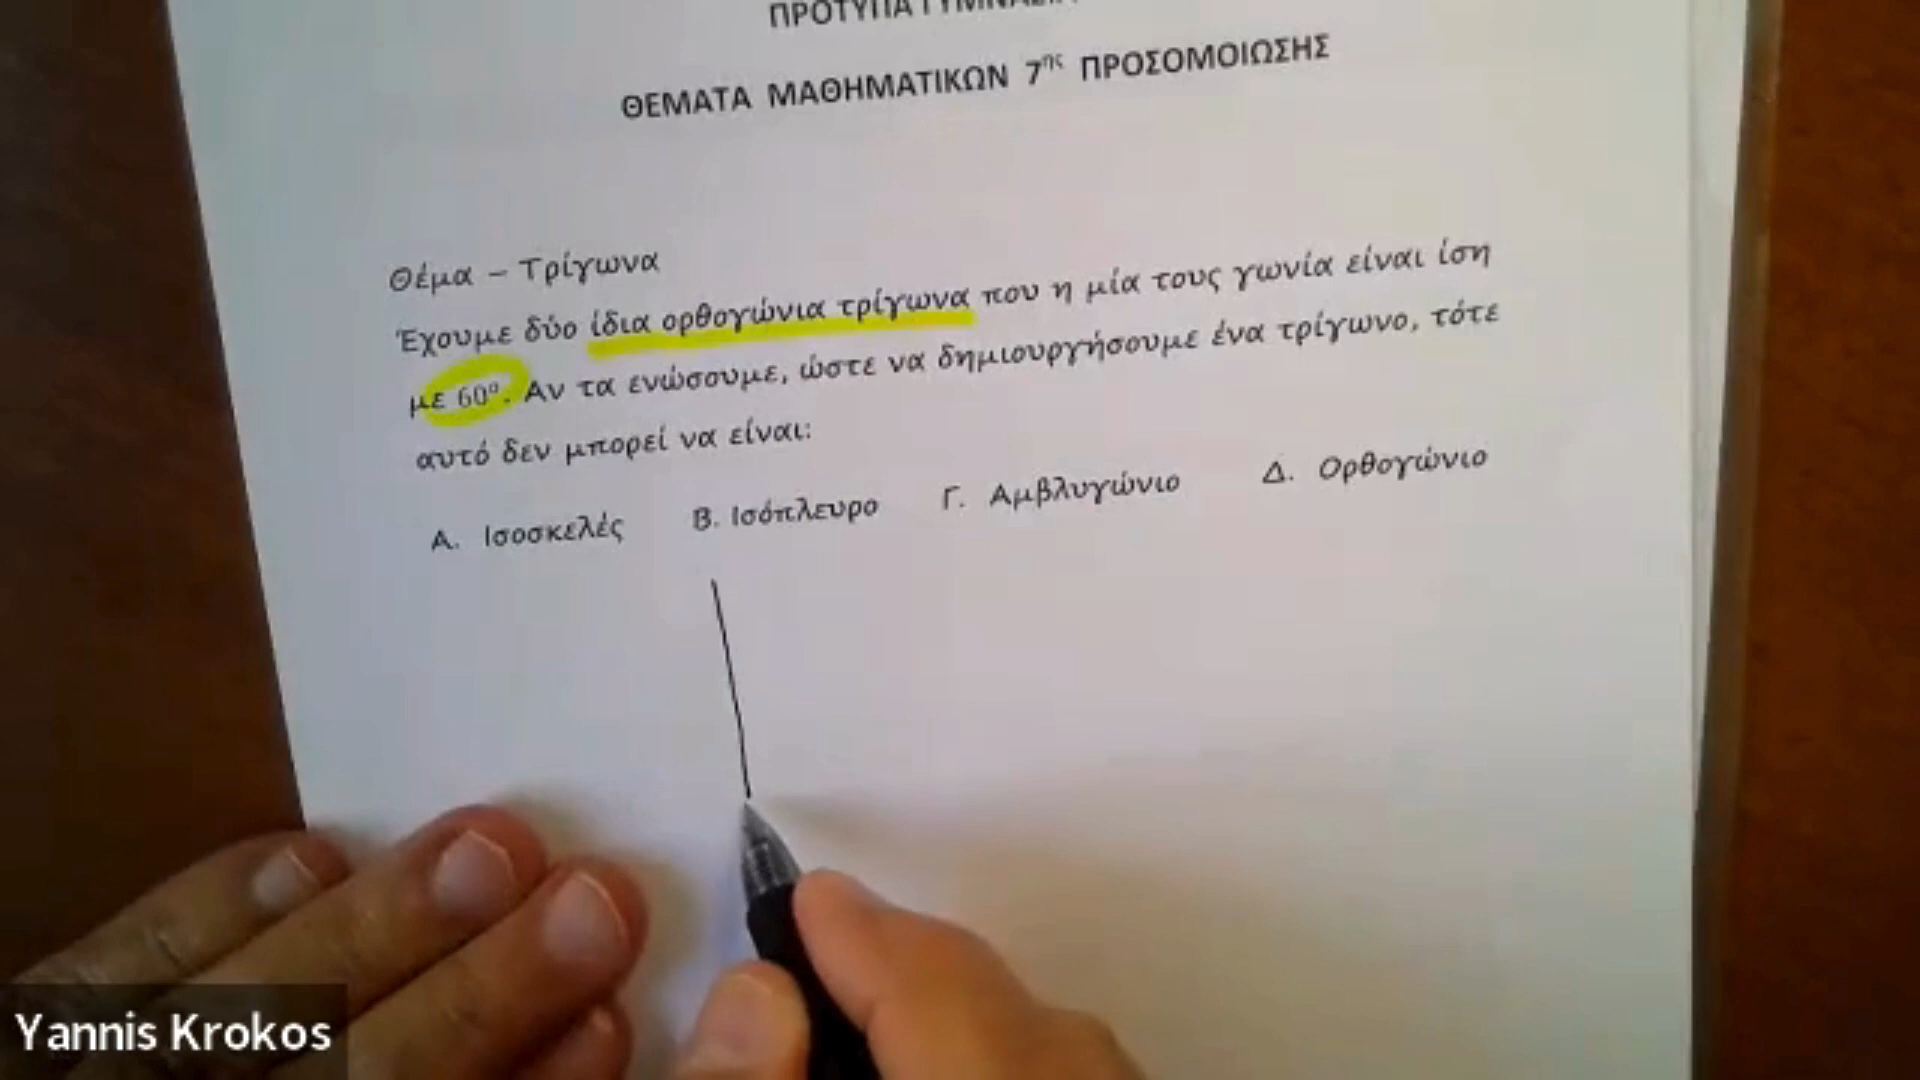 ΠΡΟΤΥΠΑ ΓΥΜΝΑΣΙΑ
ΘΕΜΑΤΑ ΜΑΘΗΜΑΤΙΚΩΝ 7ης ΠΡΟΣΟΜΟΙΩΣΗΣ
Θέμα – Τρίγωνα
Έχουμε δύο ίδια ορθογώνια τρίγωνα που η μία τους γωνία είναι ίση
με 60°. Αν τα ενώσουμε, ώστε να δημιουργήσουμε ένα τρίγωνο, τότε
αυτό δεν μπορεί να είναι:
Α. Ισοσκελές Β. Ισόπλευρο Γ. Αμβλυγώνιο Δ. Ορθογώνιο
Yannis Krokos